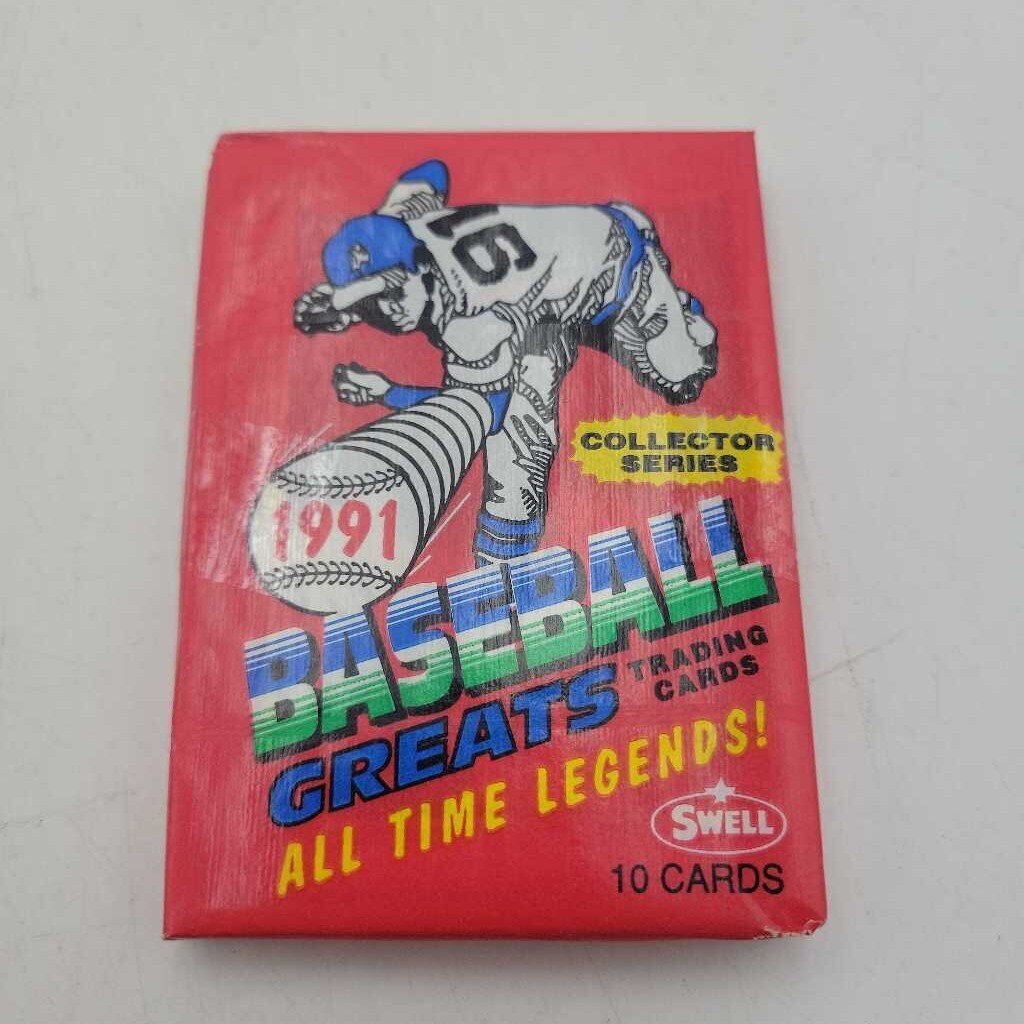 16
COLLECTOR
SERIES
1991
BASEBALL
GREATS
TRADING
CARDS
ALL TIME LEGENDS!
SWELL
10 CARDS